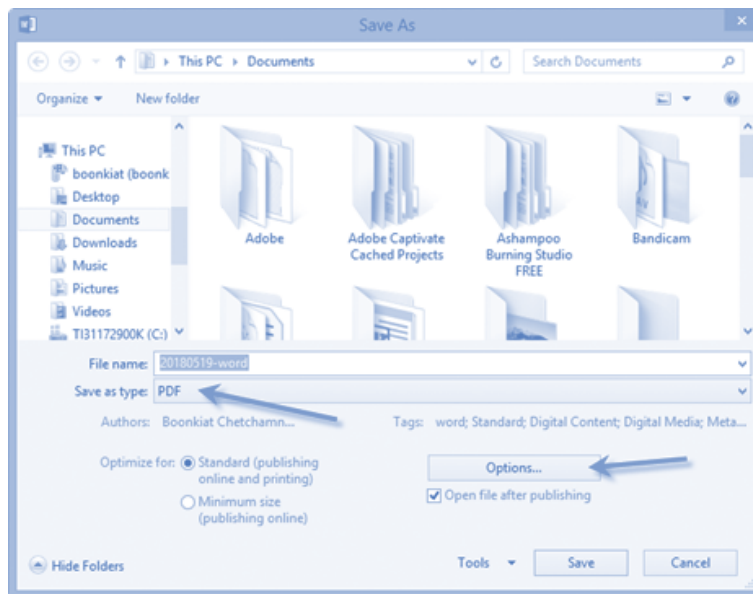 Save As
This PC
Documents
Search Documents
Organize
New folder
This PC
boonkiat (boonk
Desktop
Documents
Downloads
Music
Pictures
Videos
TI31172900K (C:)
Adobe
Adobe Captivate
Cached Projects
Ashampoo
Burning Studio
FREE
Bandicam
File name: 20180519-word
Save as type: PDF
Authors: Boonkiat Chetchamn...
Tags: word; Standard; Digital Content; Digital Media; Meta...
Optimize for: Standard (publishing
online and printing)
Minimum size
(publishing online)
Options...
Open file after publishing
Hide Folders
Tools
Save
Cancel